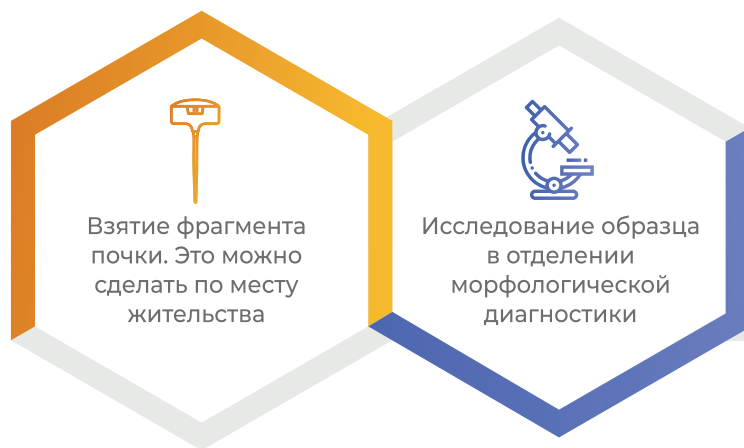 Взятие фрагмента
почки. Это можно
сделать по месту
жительства
Исследование образца
в отделении
морфологической
диагностики